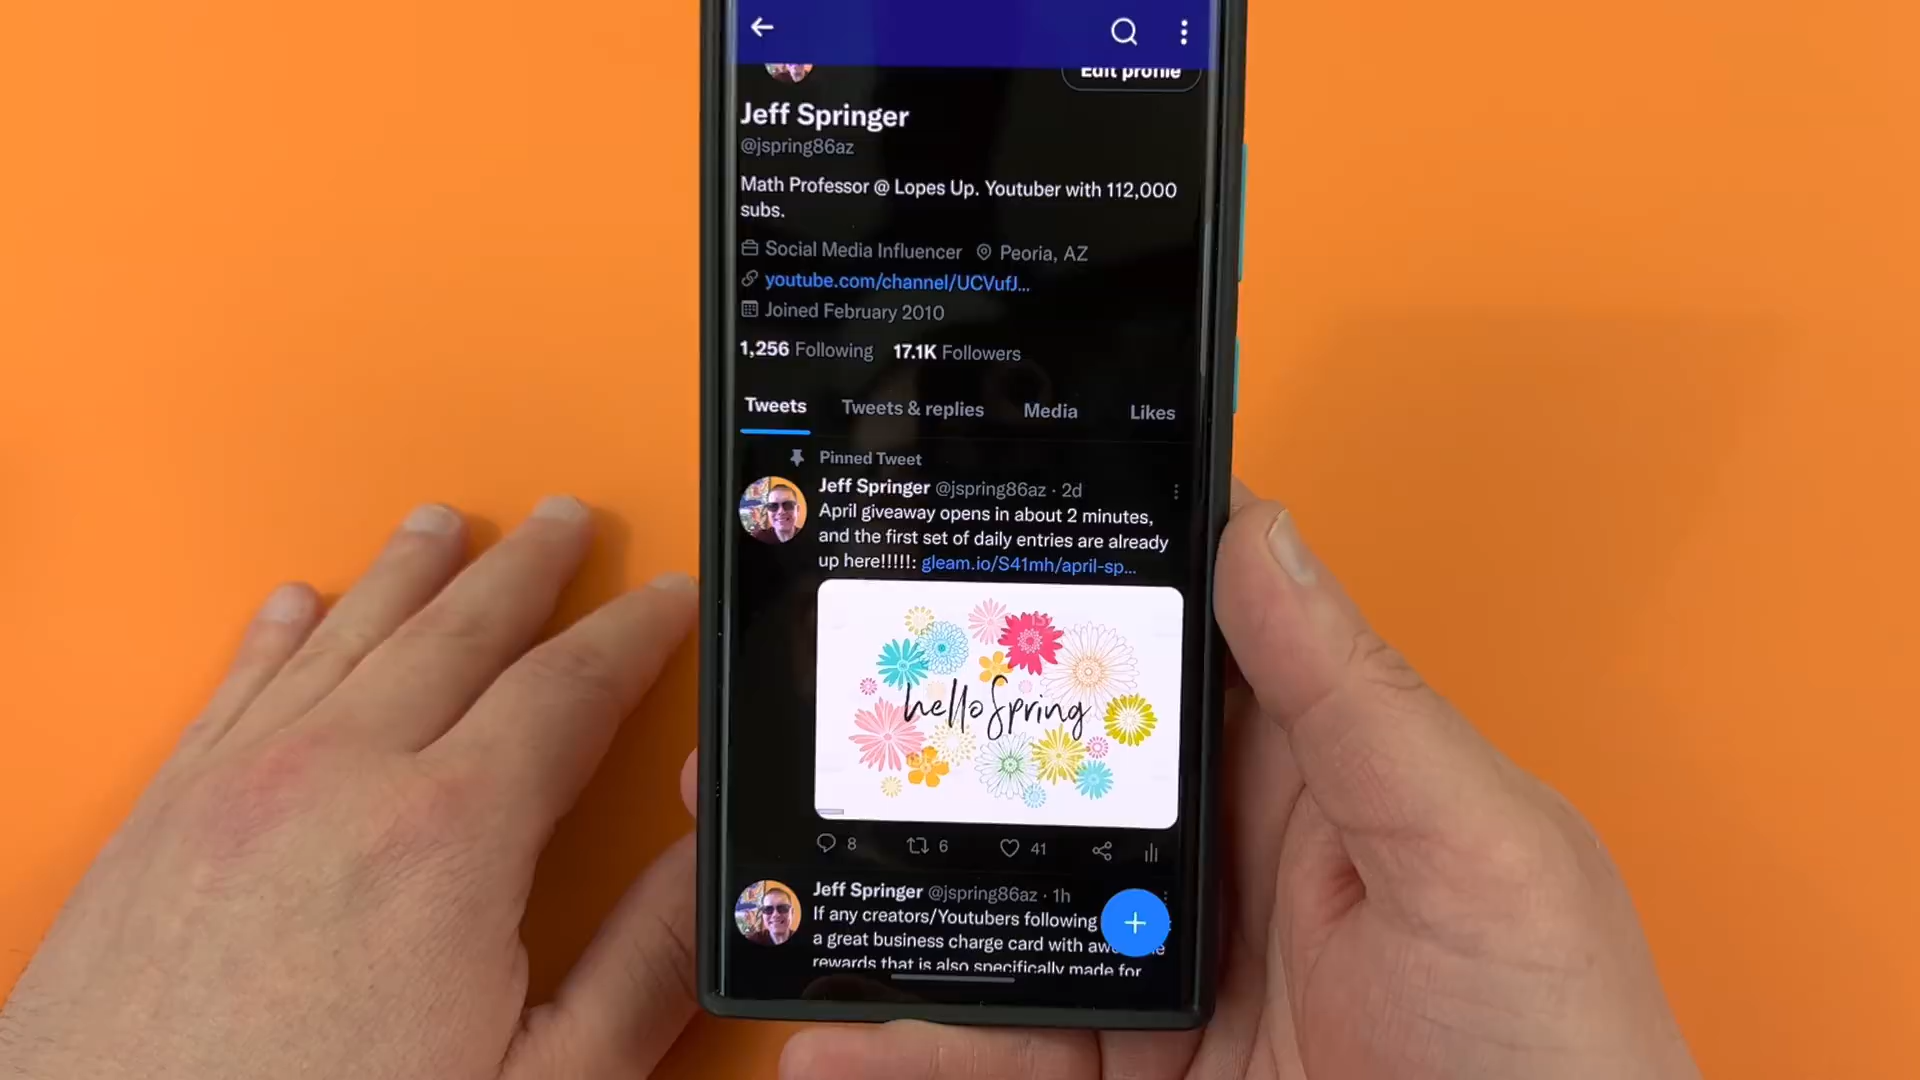 Edit profile
Jeff Springer
@jspring86az
Math Professor @ Lopes Up. Youtuber with 112,000
subs.
Social Media Influencer Peoria, AZ
youtube.com/channel/UCVufJ...
Joined February 2010
1,256 Following 17.1K Followers
Tweets Tweets & replies Media Likes
Pinned Tweet
Jeff Springer @jspring86az · 2d
April giveaway opens in about 2 minutes,
and the first set of daily entries are already
up here!!!!!: gleam.io/S41mh/april-sp...
hello Spring
8 6 41
Jeff Springer @jspring86az · 1h
If any creators/Youtubers following
a great business charge card with
rewards that is also specifically made for